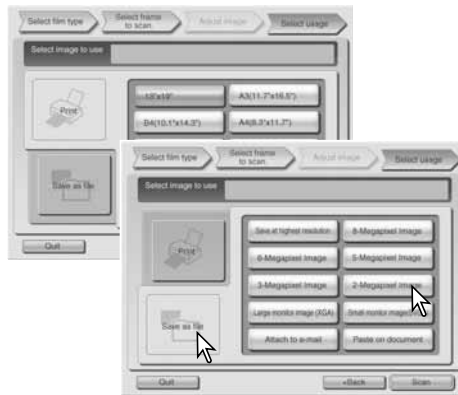 Select film type
Select frame
to scan
Adjust image
Select usage
Select image to use
Print
13"x19"
A3(11.7"x16.5")
B4(10.1"x14.3")
A4(8.3"x11.7")
Save as file
Quit
Select film type
Select frame
to scan
Adjust image
Select usage
Select image to use
Print
Save at highest resolution
8-Megapixel Image
6-Megapixel Image
5-Megapixel Image
3-Megapixel Image
2-Megapixel Image
Save as file
Large monitor image (XGA)
Small monitor image
Attach to e-mail
Paste on document
Quit
<Back
Scan